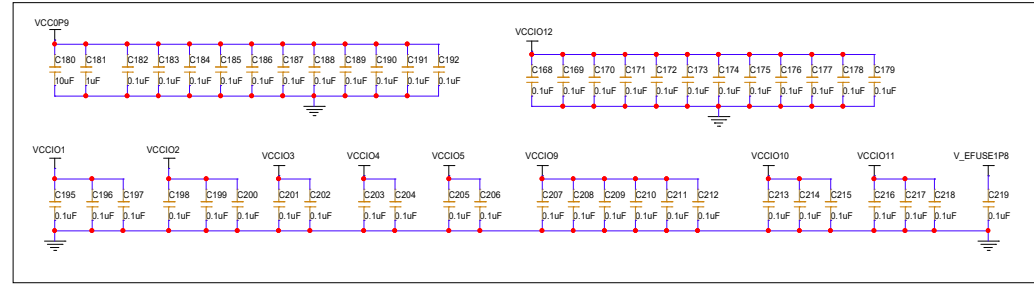 VCC0P9
VCCIO12
C180 C181 C182 C183 C184 C185 C186 C187 C188 C189 C190 C191 C192
10uF 1uF 0.1uF 0.1uF 0.1uF 0.1uF 0.1uF 0.1uF 0.1uF 0.1uF 0.1uF 0.1uF 0.1uF
C168 C169 C170 C171 C172 C173 C174 C175 C176 C177 C178 C179
0.1uF 0.1uF 0.1uF 0.1uF 0.1uF 0.1uF 0.1uF 0.1uF 0.1uF 0.1uF 0.1uF 0.1uF
VCCIO1 VCCIO2 VCCIO3 VCCIO4 VCCIO5 VCCIO9 VCCIO10 VCCIO11 V_EFUSE1P8
C195 C196 C197 C198 C199 C200 C201 C202 C203 C204 C205 C206 C207 C208 C209 C210 C211 C212 C213 C214 C215 C216 C217 C218 C219
0.1uF 0.1uF 0.1uF 0.1uF 0.1uF 0.1uF 0.1uF 0.1uF 0.1uF 0.1uF 0.1uF 0.1uF 0.1uF 0.1uF 0.1uF 0.1uF 0.1uF 0.1uF 0.1uF 0.1uF 0.1uF 0.1uF 0.1uF 0.1uF 0.1uF